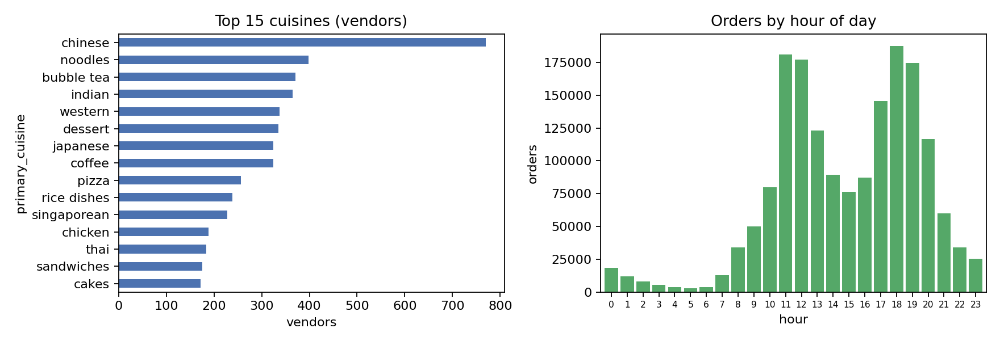 Top 15 cuisines (vendors)
primary_cuisine
chinese
noodles
bubble tea
indian
western
dessert
japanese
coffee
pizza
rice dishes
singaporean
chicken
thai
sandwiches
cakes
0 100 200 300 400 500 600 700 800
vendors
Orders by hour of day
orders
175000
150000
125000
100000
75000
50000
25000
0
0 1 2 3 4 5 6 7 8 9 10 11 12 13 14 15 16 17 18 19 20 21 22 23
hour